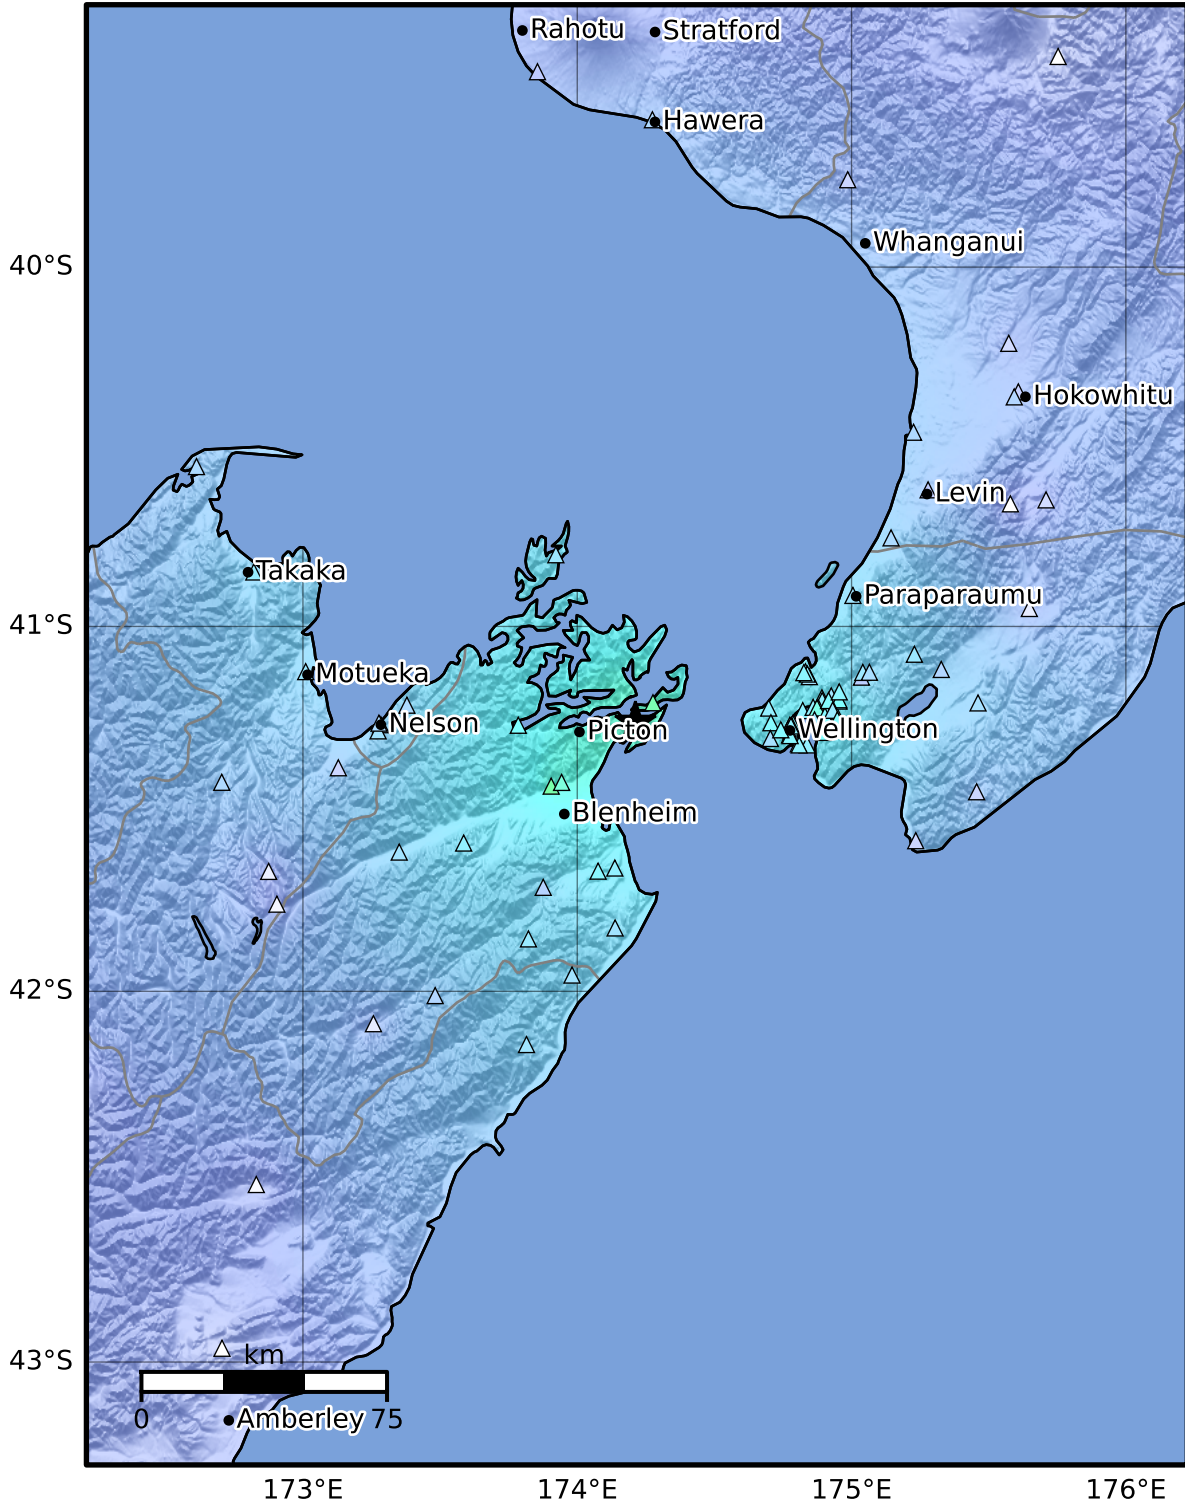 Rahotu
Stratford
Hawera
Whanganui
40°S
Hokowhitu
Levin
Takaka
Paraparaumu
41°S
Motueka
Nelson
Picton
Wellington
Blenheim
42°S
43°S
km
0
75
Amberley
173°E
174°E
175°E
176°E